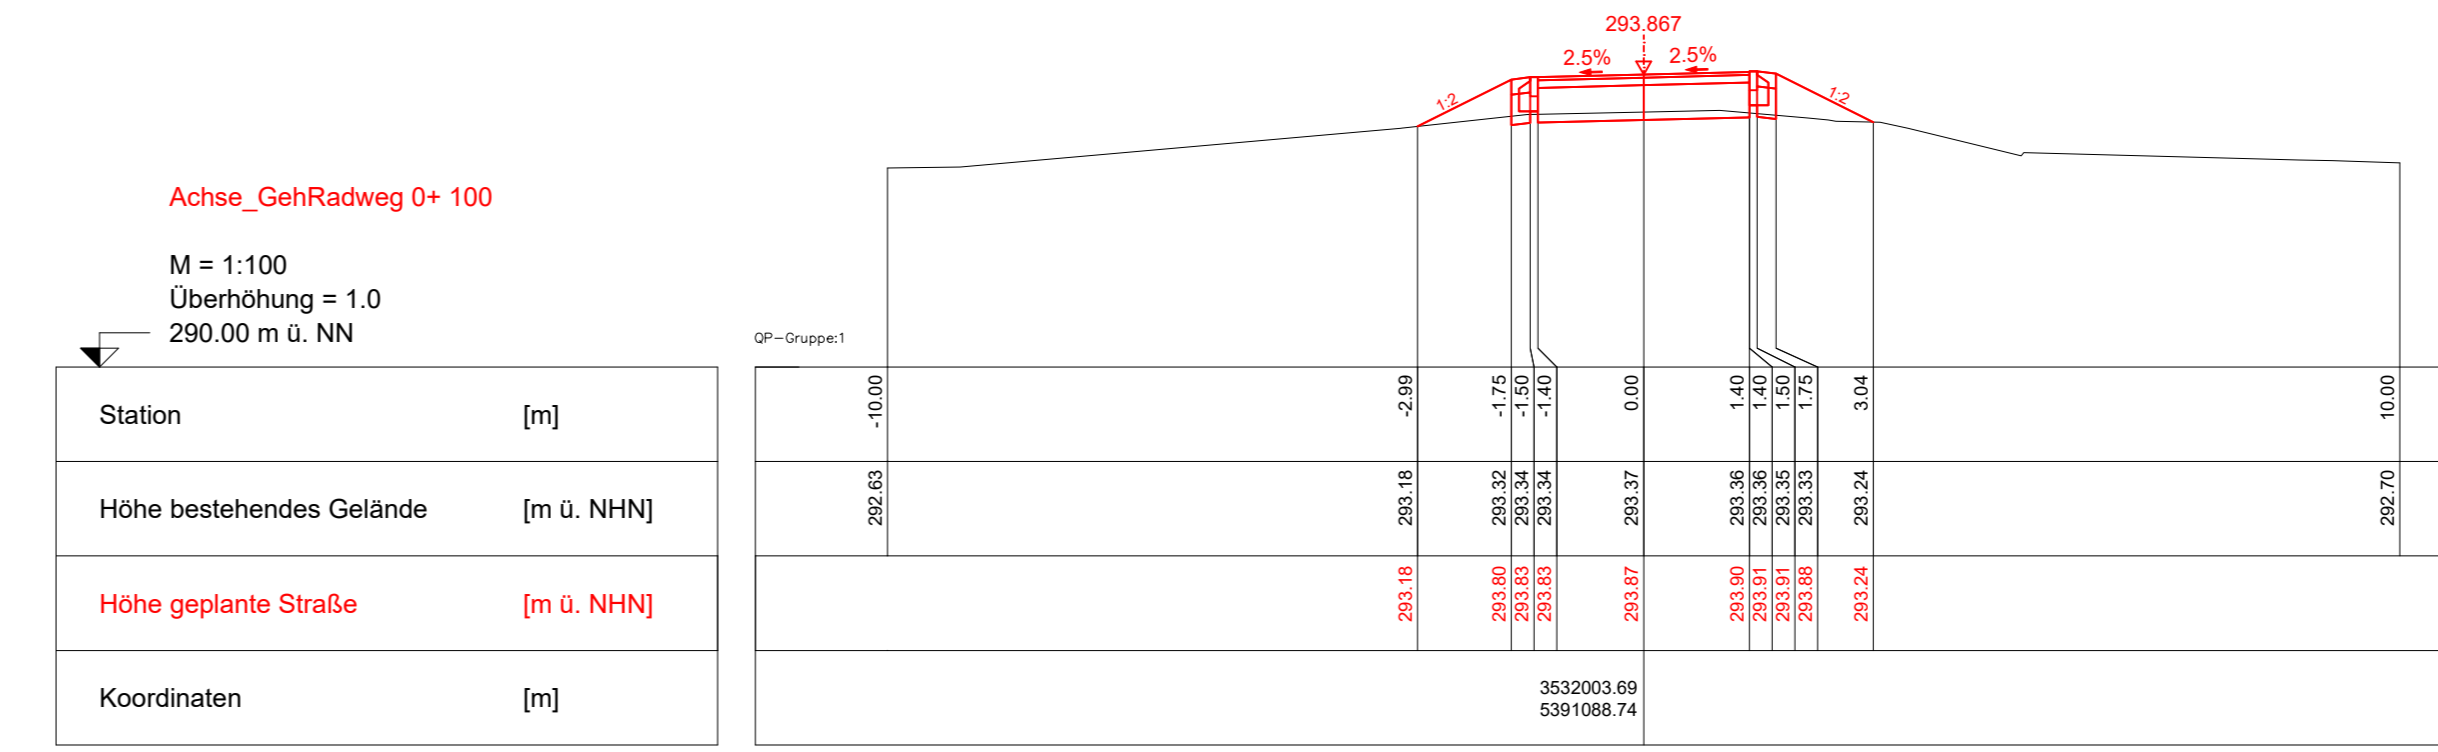 293.867
2.5% 2.5%
1:2 1:2
Achse_GehRadweg 0+ 100
M = 1:100
Überhöhung = 1.0
290.00 m ü. NN
QP-Gruppe:1
Station [m] -10.00 -2.99 -1.75 -1.50 -1.40 0.00 1.40 1.40 1.50 1.75 3.04 10.00
Höhe bestehendes Gelände [m ü. NHN] 292.63 293.18 293.32 293.34 293.34 293.37 293.36 293.36 293.35 293.33 293.24 292.70
Höhe geplante Straße [m ü. NHN] 293.18 293.80 293.83 293.83 293.87 293.90 293.91 293.91 293.88 293.24
Koordinaten [m] 3532003.69
5391088.74